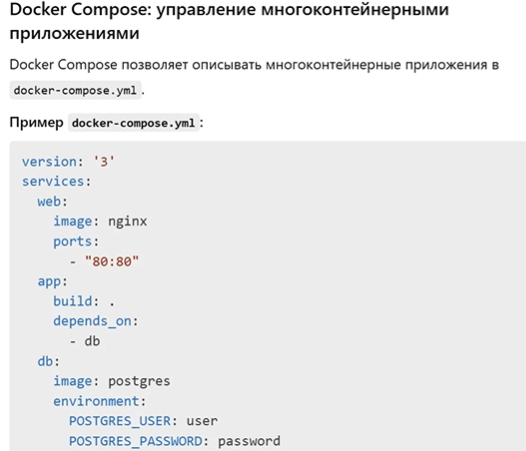 Docker Compose: управление многоконтейнерными
приложениями
Docker Compose позволяет описывать многоконтейнерные приложения в
docker-compose.yml.
Пример docker-compose.yml:
version: '3'
services:
  web:
    image: nginx
    ports:
      - "80:80"
  app:
    build: .
    depends_on:
      - db
  db:
    image: postgres
    environment:
      POSTGRES_USER: user
      POSTGRES_PASSWORD: password